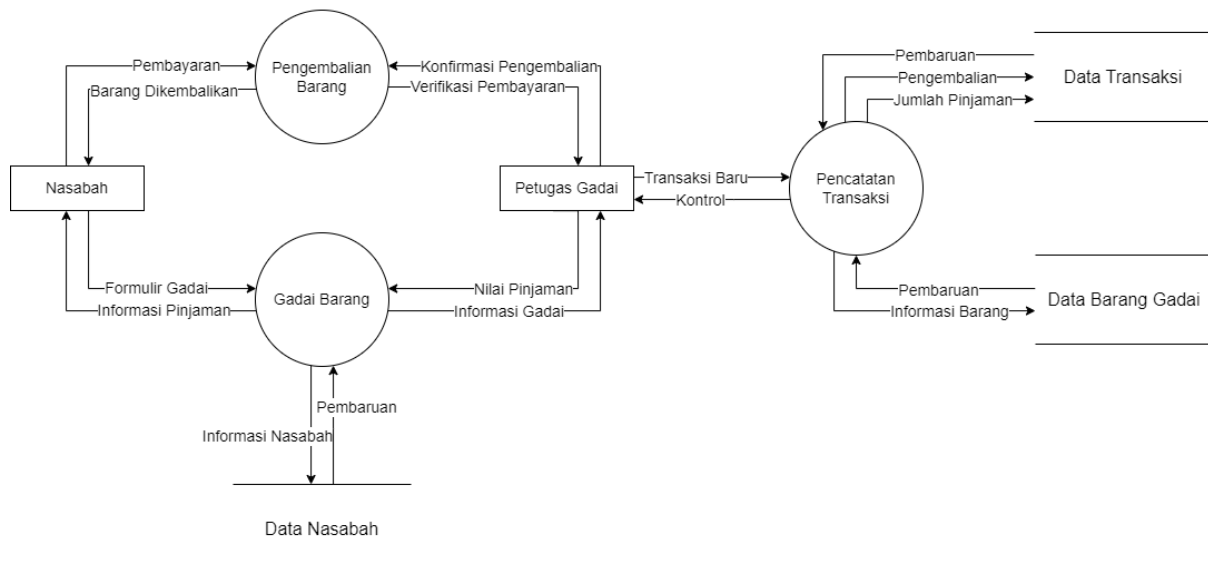 Pembayaran
Barang Dikembalikan
Pengembalian
Barang
Konfirmasi Pengembalian
Verifikasi Pembayaran
Pembaruan
Pengembalian
Jumlah Pinjaman
Data Transaksi
Nasabah
Petugas Gadai
Transaksi Baru
Kontrol
Pencatatan
Transaksi
Formulir Gadai
Informasi Pinjaman
Gadai Barang
Nilai Pinjaman
Informasi Gadai
Pembaruan
Informasi Barang
Data Barang Gadai
Pembaruan
Informasi Nasabah
Data Nasabah